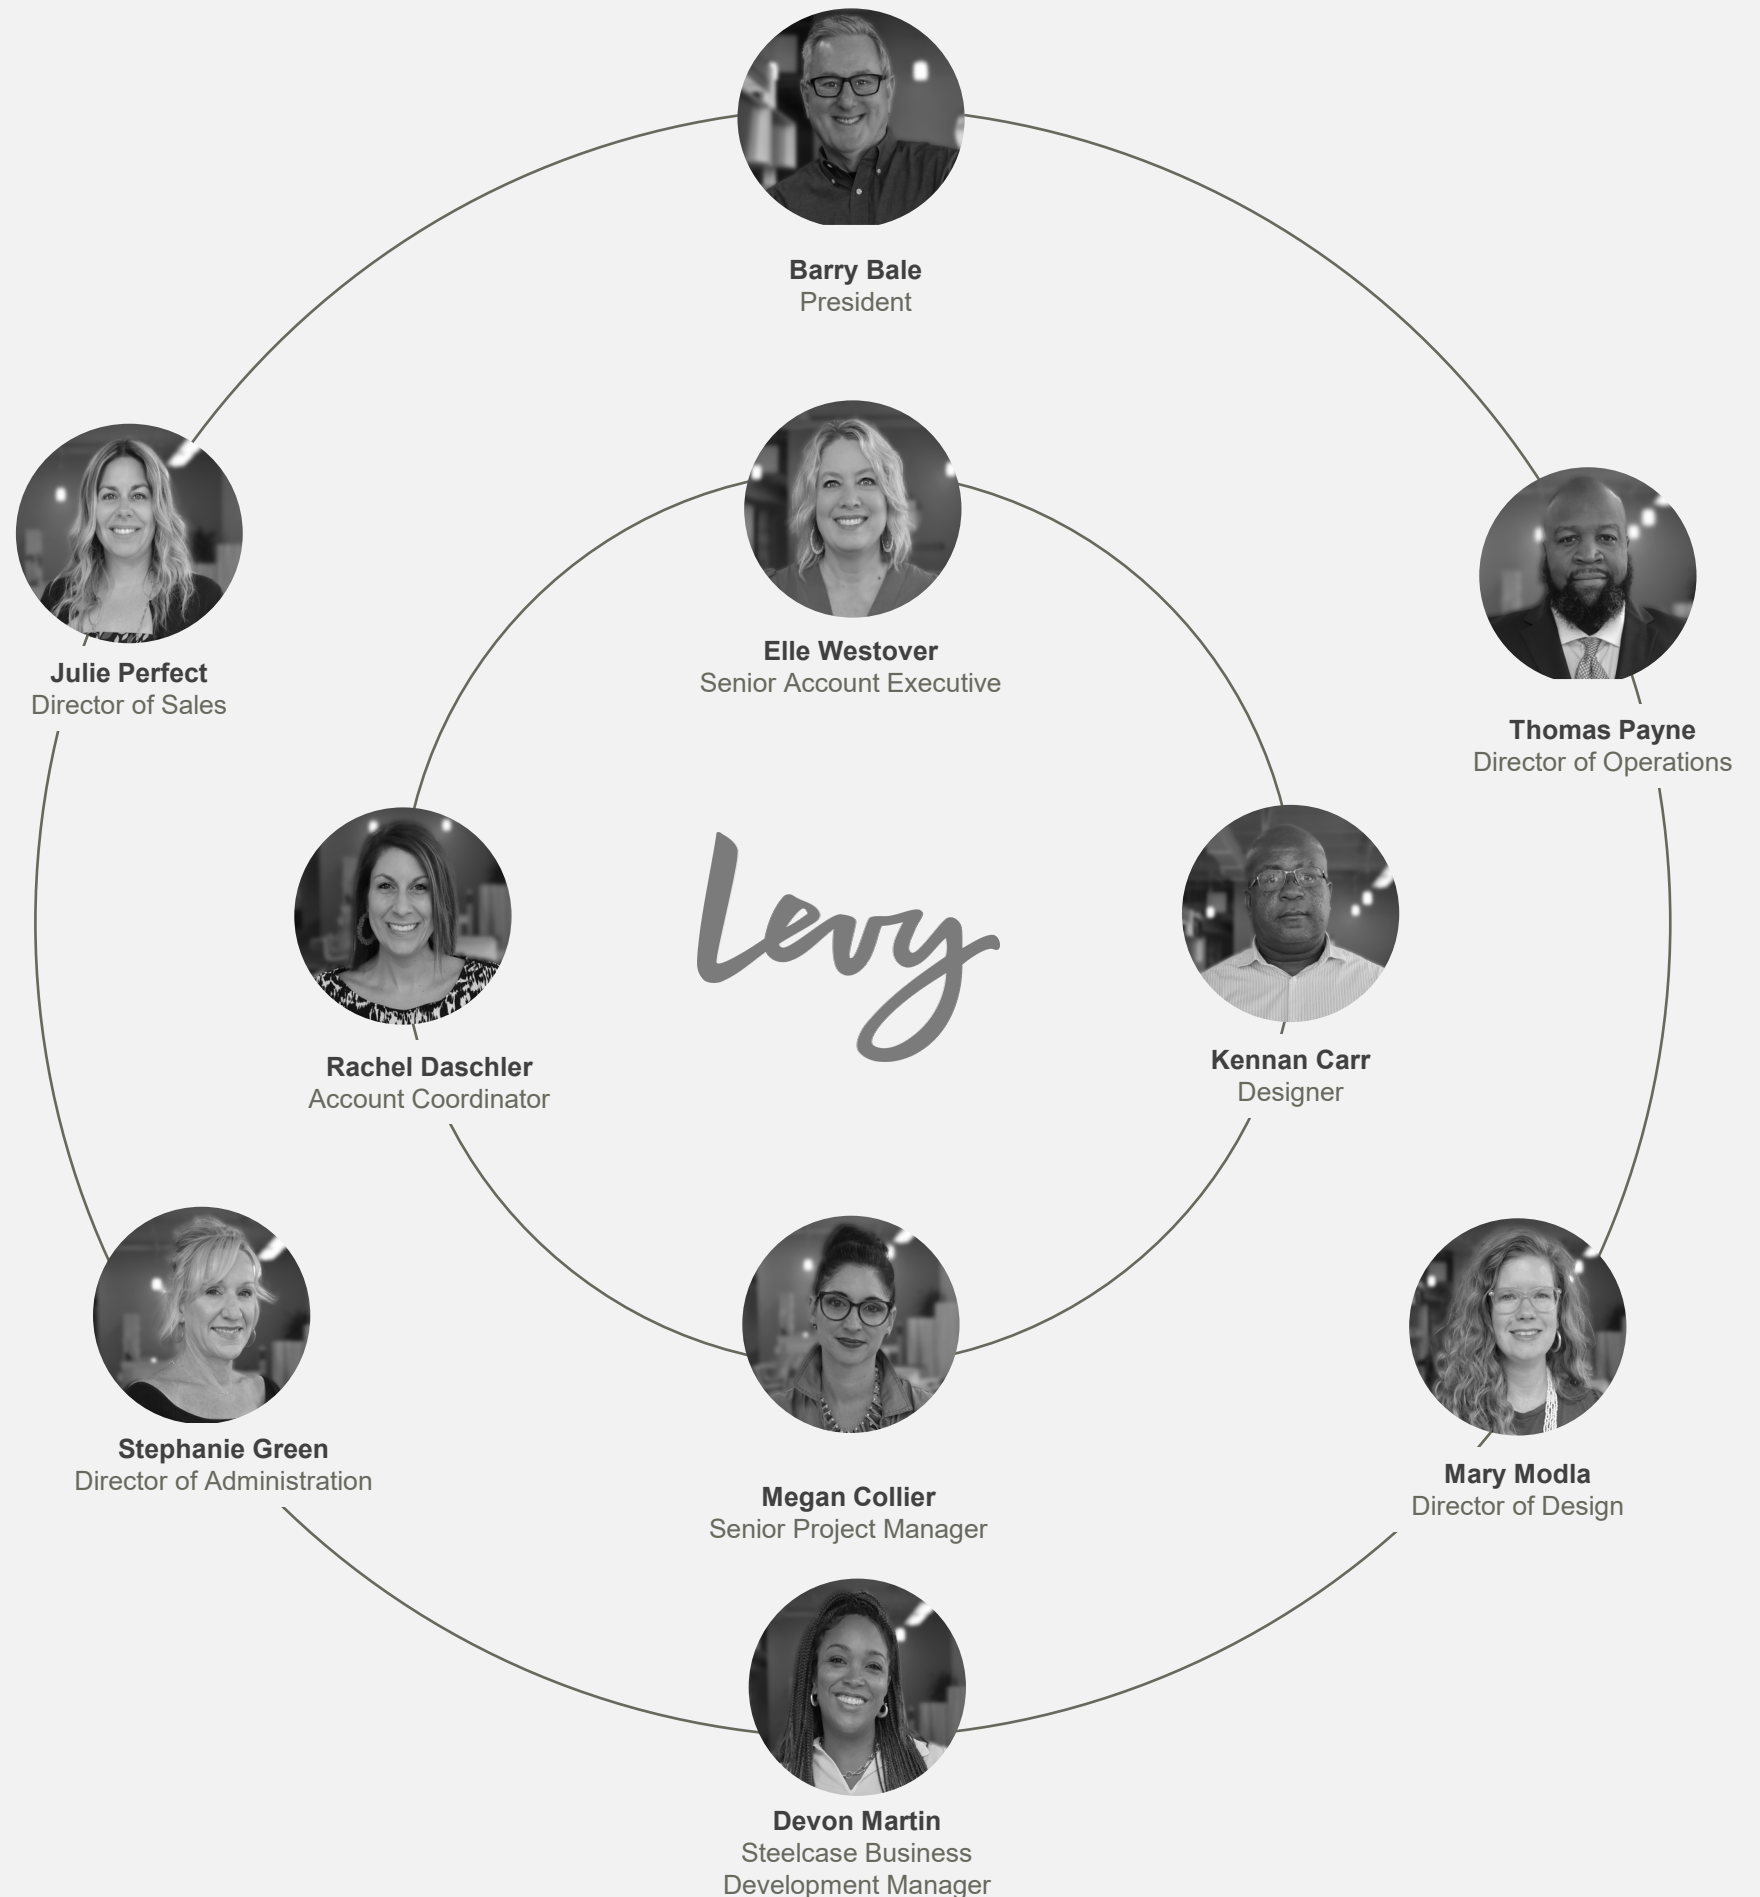 Barry Bale
President
Elle Westover
Senior Account Executive
Julie Perfect
Director of Sales
Thomas Payne
Director of Operations
Levy
Rachel Daschler
Account Coordinator
Kennan Carr
Designer
Stephanie Green
Director of Administration
Megan Collier
Senior Project Manager
Mary Modla
Director of Design
Devon Martin
Steelcase Business
Development Manager